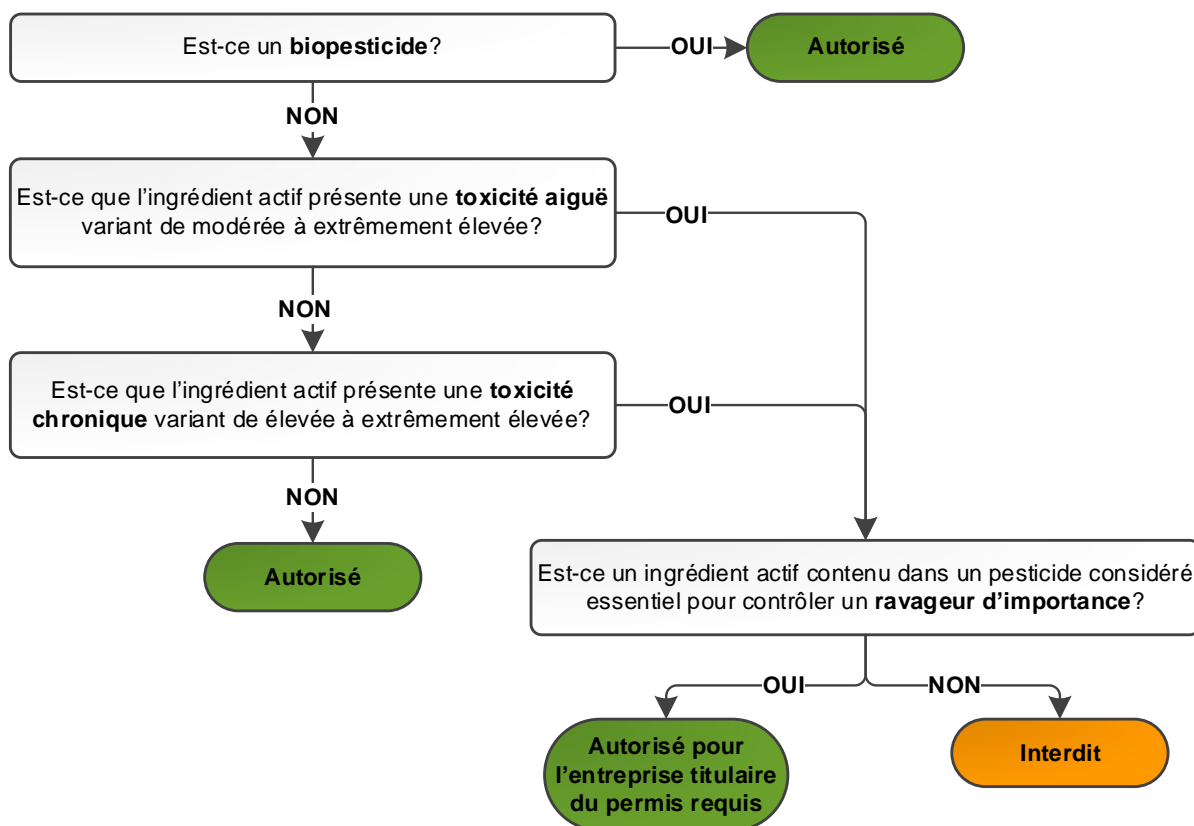 Est-ce un biopesticide?
OUI
Autorisé
NON
Est-ce que l'ingrédient actif présente une toxicité aiguë
variant de modérée à extrêmement élevée?
OUI
NON
Est-ce que l'ingrédient actif présente une toxicité
chronique variant de élevée à extrêmement élevée?
OUI
NON
Autorisé
Est-ce un ingrédient actif contenu dans un pesticide considéré
essentiel pour contrôler un ravageur d'importance?
OUI
NON
Autorisé pour
l'entreprise titulaire
du permis requis
Interdit